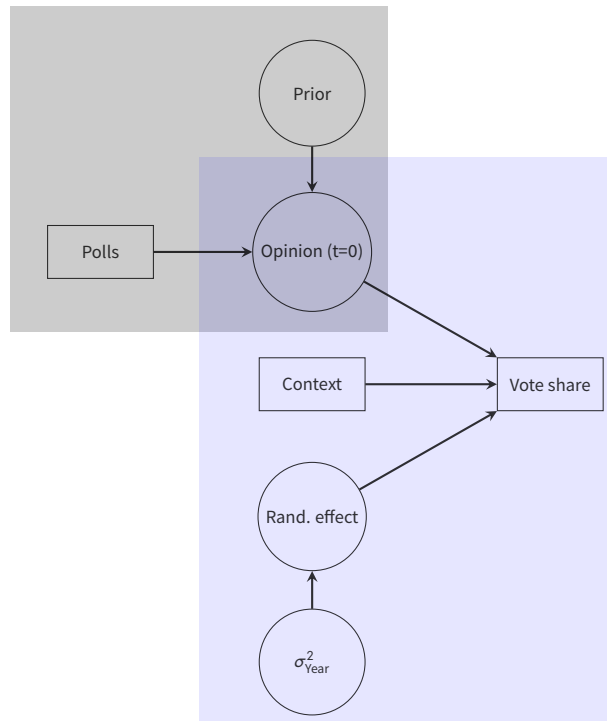 Prior
Polls
Opinion (t=0)
Context
Vote share
Rand. effect
σ²Year